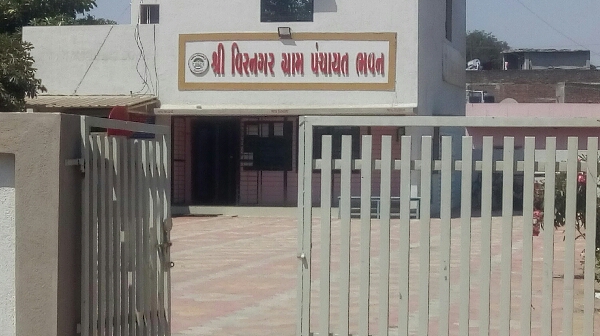 શ્રી વિરનગર ગ્રામ પંચાયત ભવન